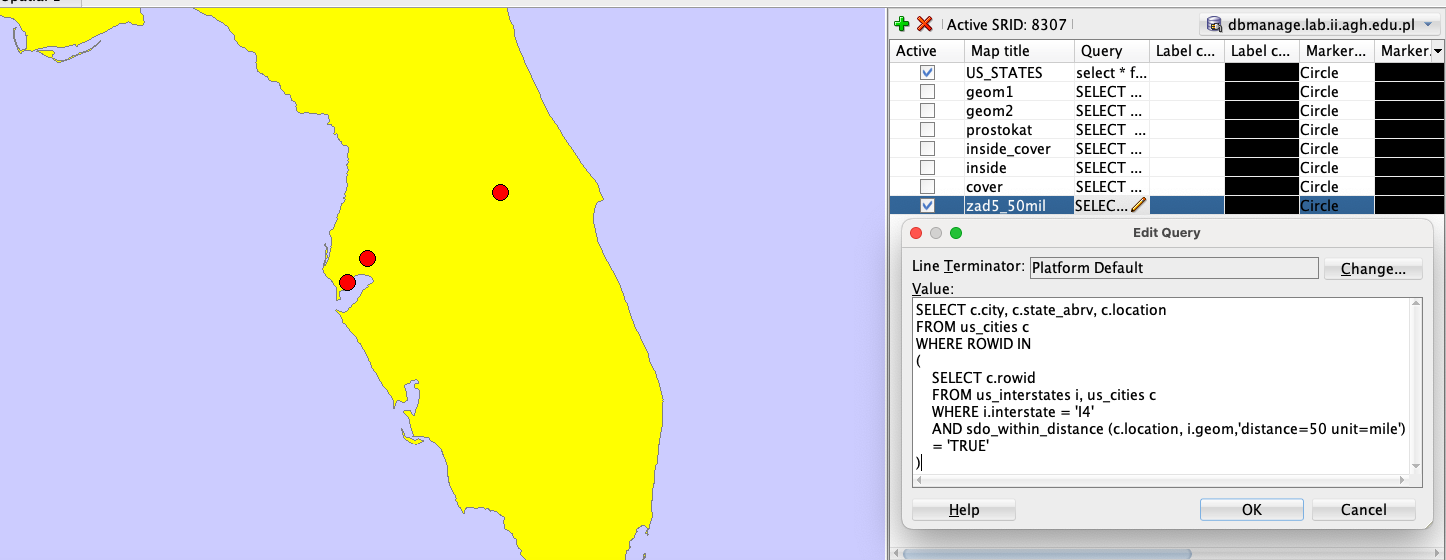 Active SRID: 8307 dbmanage.lab.ii.agh.edu.pl
Active Map title Query Label c... Label c... Marker... Marker.
US_STATES select * f... Circle
geom1 SELECT ... Circle
geom2 SELECT ... Circle
prostokat SELECT ... Circle
inside_cover SELECT ... Circle
inside SELECT ... Circle
cover SELECT ... Circle
zad5_50mil SELEC... Circle
Edit Query
Line Terminator: Platform Default Change...
Value:
SELECT c.city, c.state_abrv, c.location
FROM us_cities c
WHERE ROWID IN
(
SELECT c.rowid
FROM us_interstates i, us_cities c
WHERE i.interstate = 'I4'
AND sdo_within_distance (c.location, i.geom,'distance=50 unit=mile')
= 'TRUE'
)
Help OK Cancel